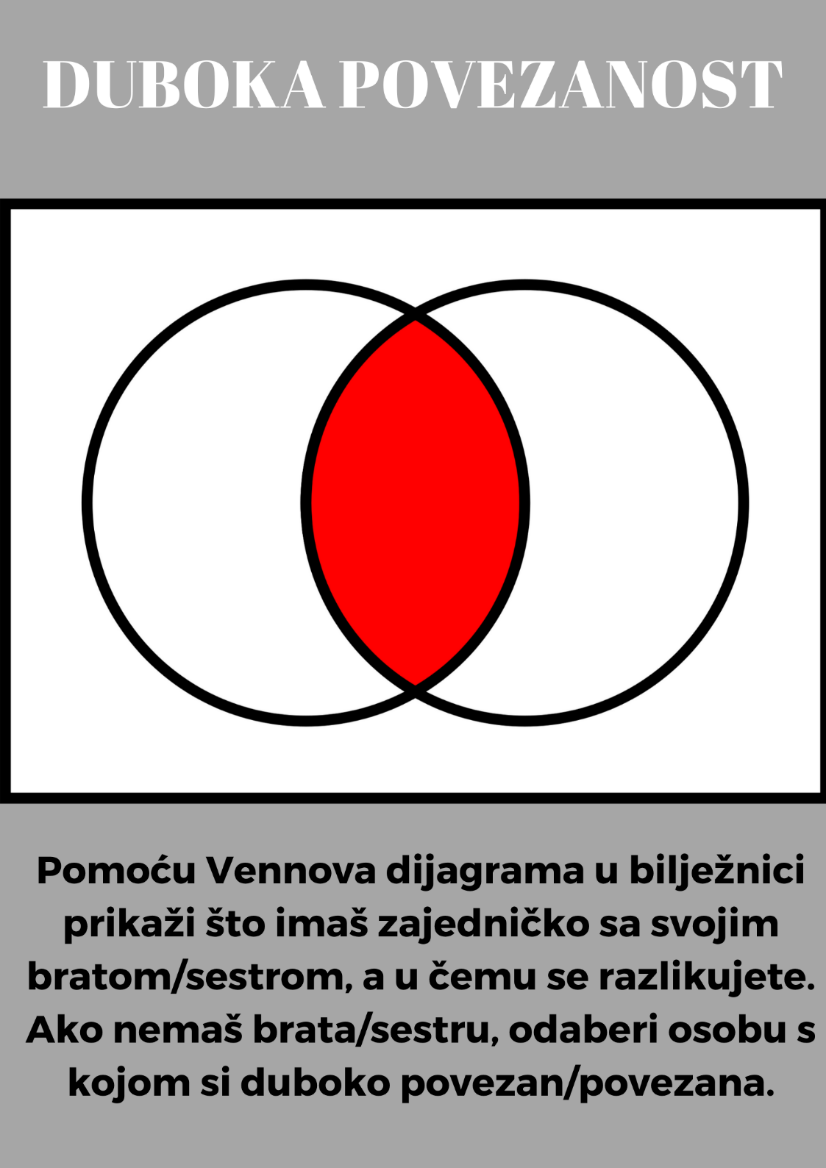 DUBOKA POVEZANOST
Pomoću Vennova dijagrama u bilježnici
prikaži što imaš zajedničko sa svojim
bratom/sestrom, a u čemu se razlikujete.
Ako nemaš brata/sestru, odaberi osobu s
kojom si duboko povezan/povezana.